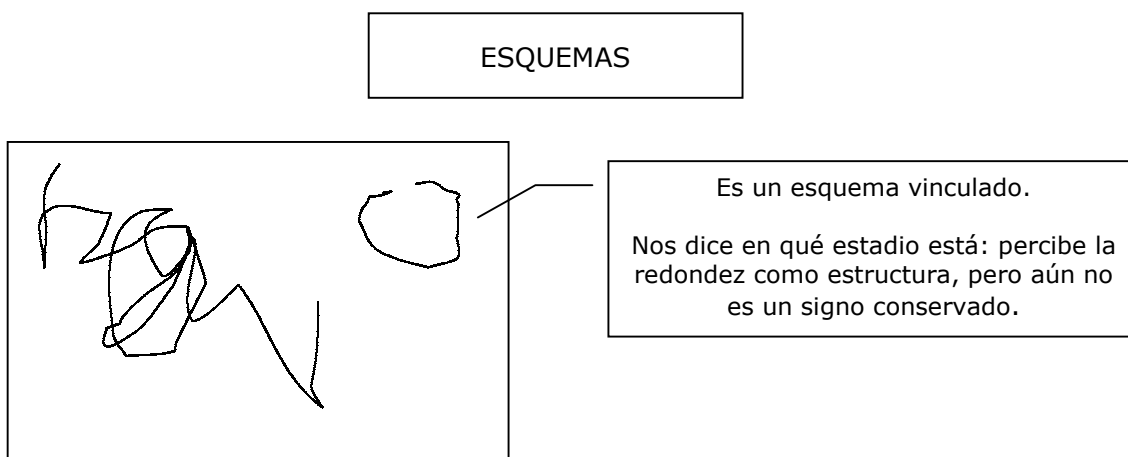 ESQUEMAS
Es un esquema vinculado.
Nos dice en qué estadio está: percibe la
redondez como estructura, pero aún no
es un signo conservado.